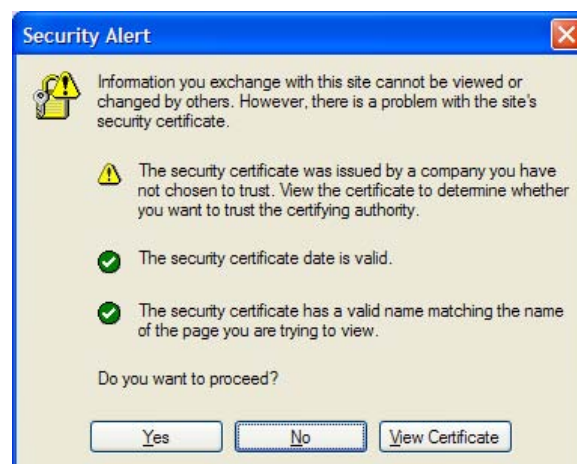 Security Alert
Information you exchange with this site cannot be viewed or
changed by others. However, there is a problem with the site's
security certificate.
The security certificate was issued by a company you have
not chosen to trust. View the certificate to determine whether
you want to trust the certifying authority.
The security certificate date is valid.
The security certificate has a valid name matching the name
of the page you are trying to view.
Do you want to proceed?
Yes No View Certificate